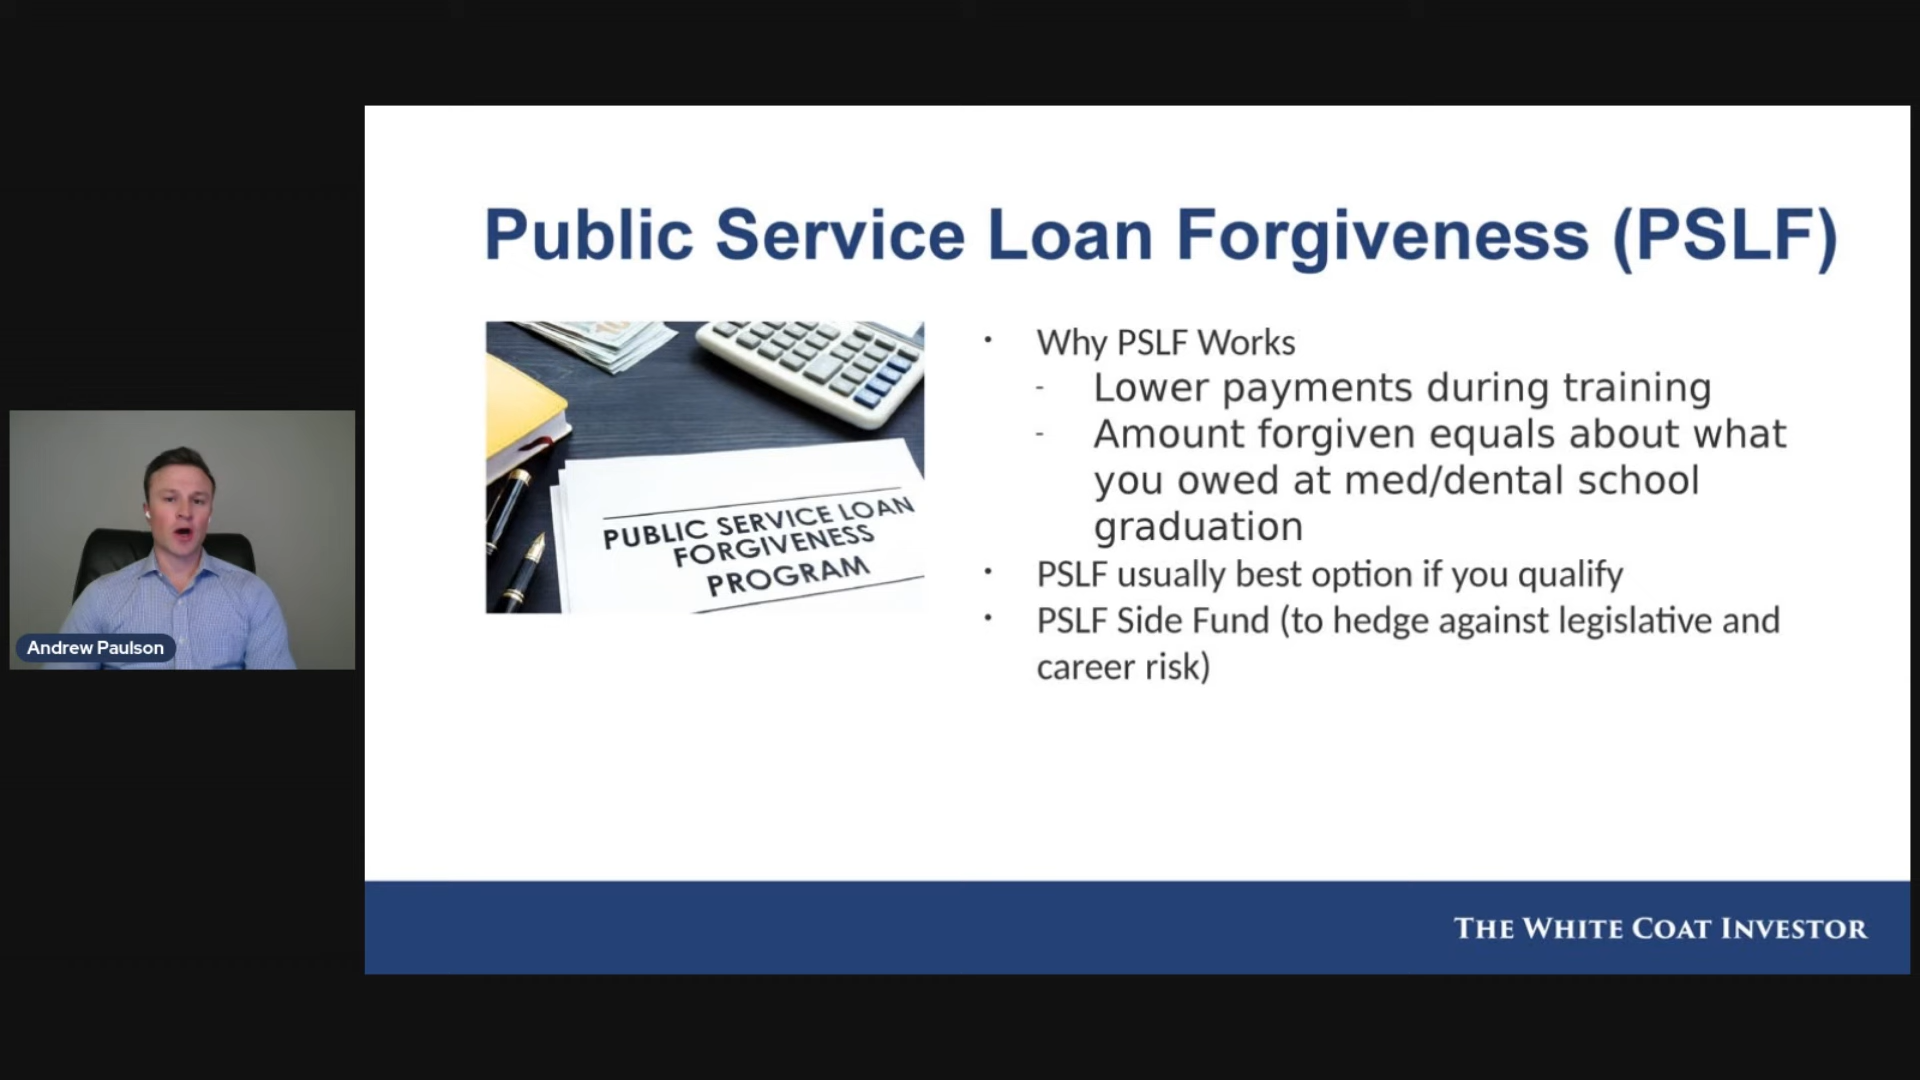 Public Service Loan Forgiveness (PSLF)
PUBLIC SERVICE LOAN
FORGIVENESS
PROGRAM
• Why PSLF Works
- Lower payments during training
- Amount forgiven equals about what
you owed at med/dental school
graduation
• PSLF usually best option if you qualify
• PSLF Side Fund (to hedge against legislative and
career risk)
Andrew Paulson
THE WHITE COAT INVESTOR